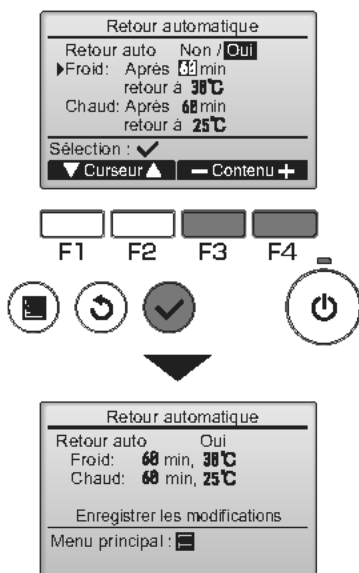 Retour automatique
Retour auto Non / Oui
▶Froid: Après 60 min
retour à 30°C
Chaud: Après 60 min
retour à 25°C
Sélection : ✓
▼ Curseur ▲ − Contenu +
F1 F2 F3 F4
Retour automatique
Retour auto Oui
Froid: 60 min, 30°C
Chaud: 60 min, 25°C
Enregistrer les modifications
Menu principal :